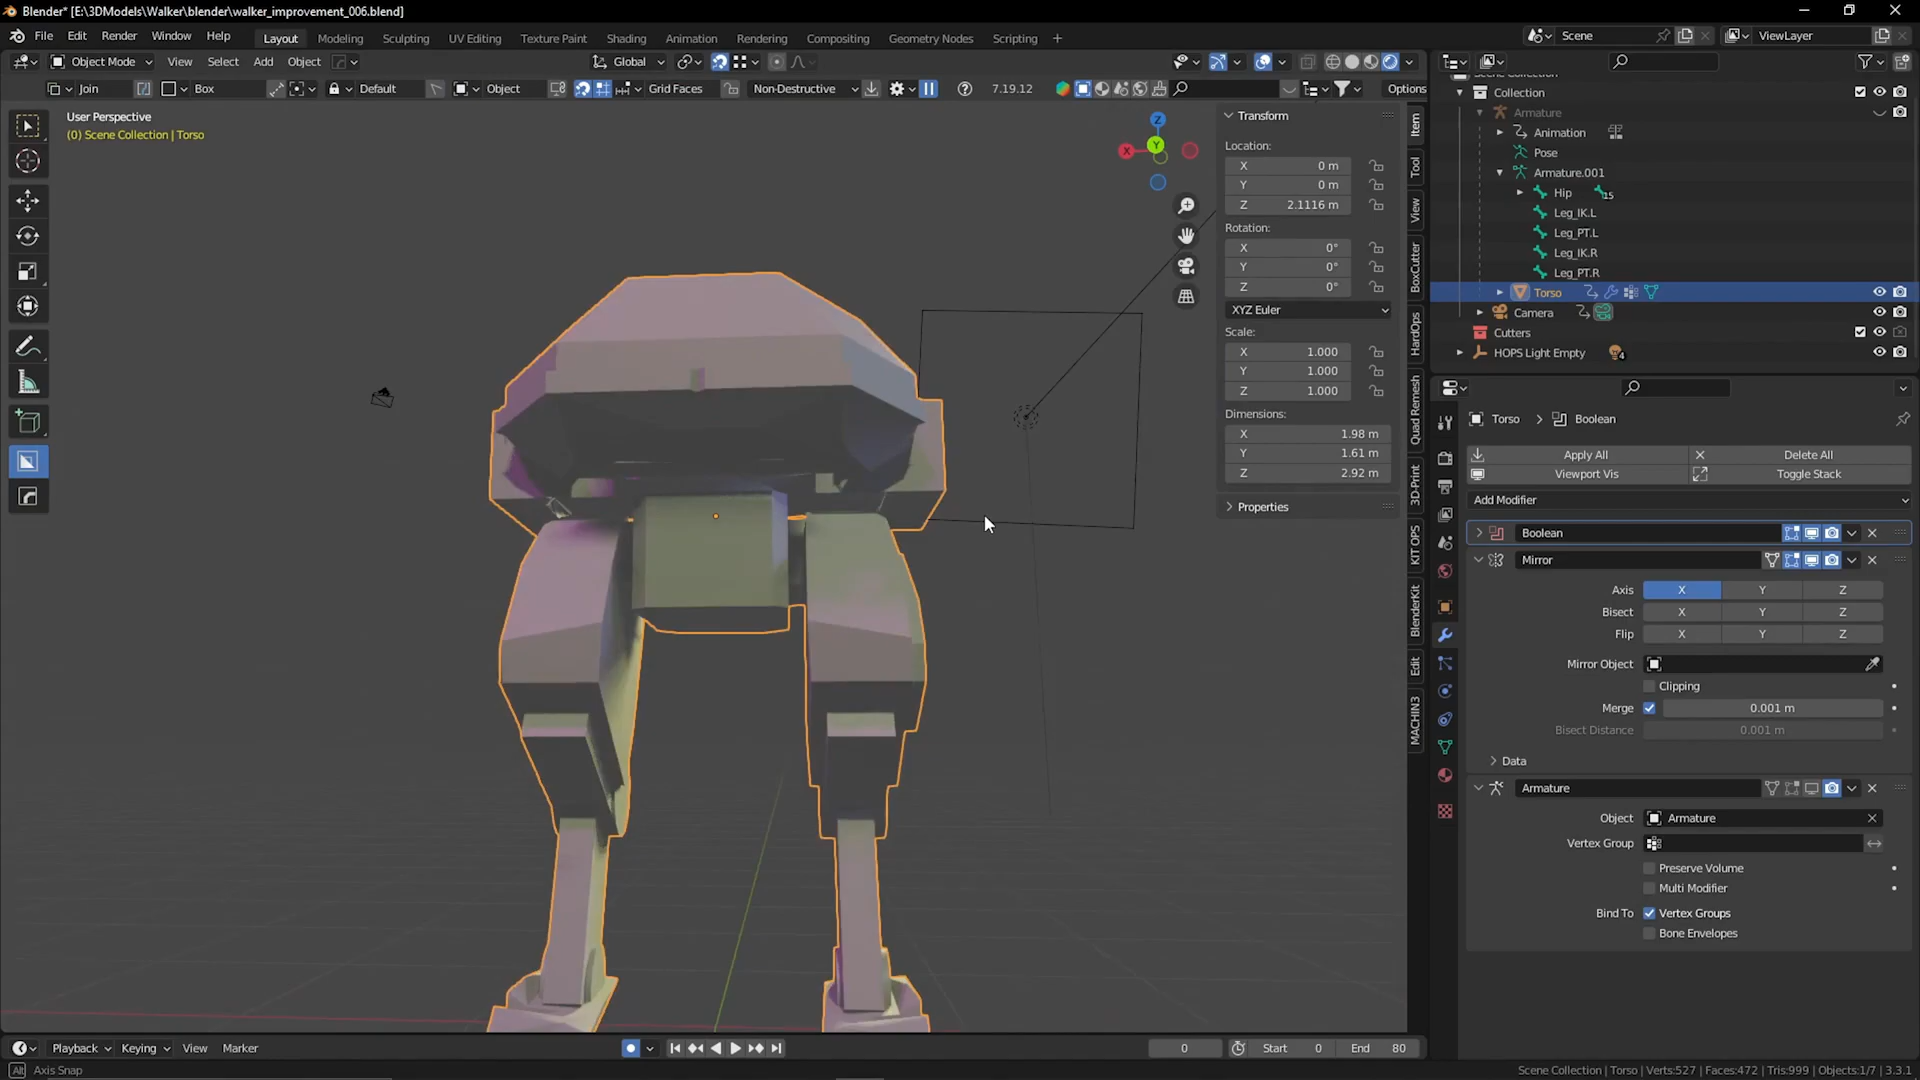 Blender* [E:\3DModels\Walker\blender\walker_improvement_006.blend]
File Edit Render Window Help Layout Modeling Sculpting UV Editing Texture Paint Shading Animation Rendering Compositing Geometry Nodes Scripting + Scene ViewLayer
Object Mode View Select Add Object Global
Join Box Default Object Grid Faces Non-Destructive 7.19.12 Options
User Perspective
(0) Scene Collection | Torso
Z
Y
X
Item
Tool
View
BoxCutter
HardOps
Quad Remesh
3D-Print
KIT OPS
BlenderKit
Edit
MACHIN3
Transform
Location:
X 0 m
Y 0 m
Z 2.1116 m
Rotation:
X 0°
Y 0°
Z 0°
XYZ Euler
Scale:
X 1.000
Y 1.000
Z 1.000
Dimensions:
X 1.98 m
Y 1.61 m
Z 2.92 m
Properties
Scene Collection
Collection
Armature
Animation
Pose
Armature.001
Hip 15
Leg_IK.L
Leg_PT.L
Leg_IK.R
Leg_PT.R
Torso
Camera
Cutters
HOPS Light Empty 4
Torso > Boolean
Apply All Delete All
Viewport Vis Toggle Stack
Add Modifier
Boolean
Mirror
Axis X Y Z
Bisect X Y Z
Flip X Y Z
Mirror Object
Clipping
Merge 0.001 m
Bisect Distance 0.001 m
Data
Armature
Object Armature
Vertex Group
Preserve Volume
Multi Modifier
Bind To Vertex Groups
Bone Envelopes
Playback Keying View Marker 0 Start 0 End 80
Alt Axis Snap
Scene Collection | Torso | Verts:527 | Faces:472 | Tris:999 | Objects:1/7 | 3.3.1